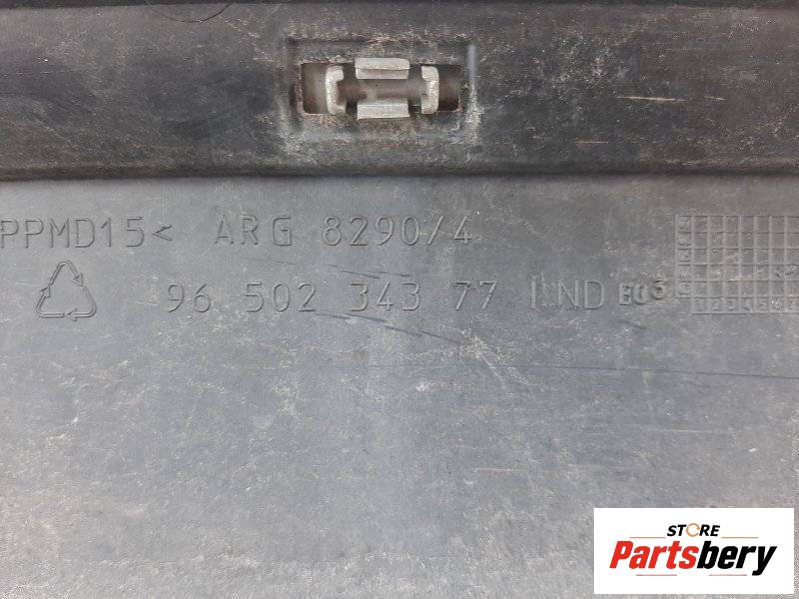 PPMD15< ARG 8290/4
96 502 343 77 IND
STORE
Partsbery